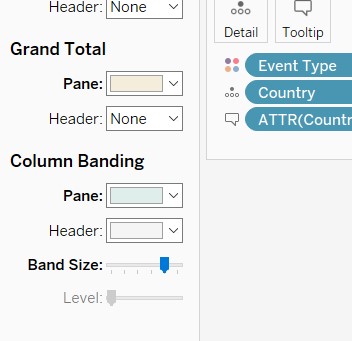 Header: None
Detail Tooltip
Grand Total
Pane:
Event Type
Header: None
Country
ATTR(Countr
Column Banding
Pane:
Header:
Band Size:
Level: